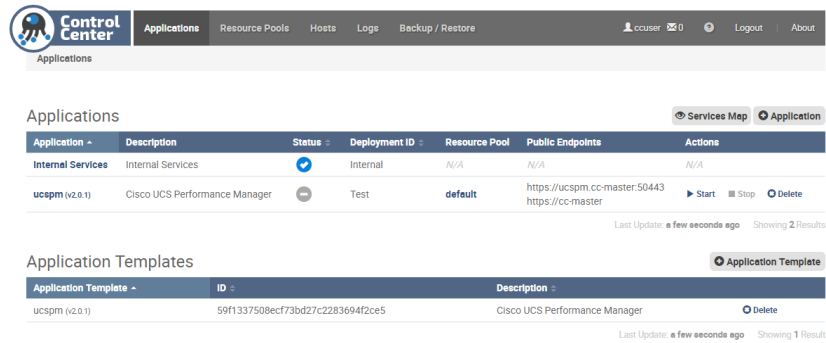 Control Center
Applications Resource Pools Hosts Logs Backup / Restore ccuser 0 Logout About
Applications
Applications Services Map Application
Application Description Status Deployment ID Resource Pool Public Endpoints Actions
Internal Services Internal Services Internal N/A N/A N/A
ucspm (v2.0.1) Cisco UCS Performance Manager Test default https://ucspm.cc-master:50443 Start Stop Delete
https://cc-master
Last Update: a few seconds ago Showing 2 Results
Application Templates Application Template
Application Template ID Description
ucspm (v2.0.1) 59f1337508ecf73bd27c2283694f2ce5 Cisco UCS Performance Manager Delete
Last Update: a few seconds ago Showing 1 Result